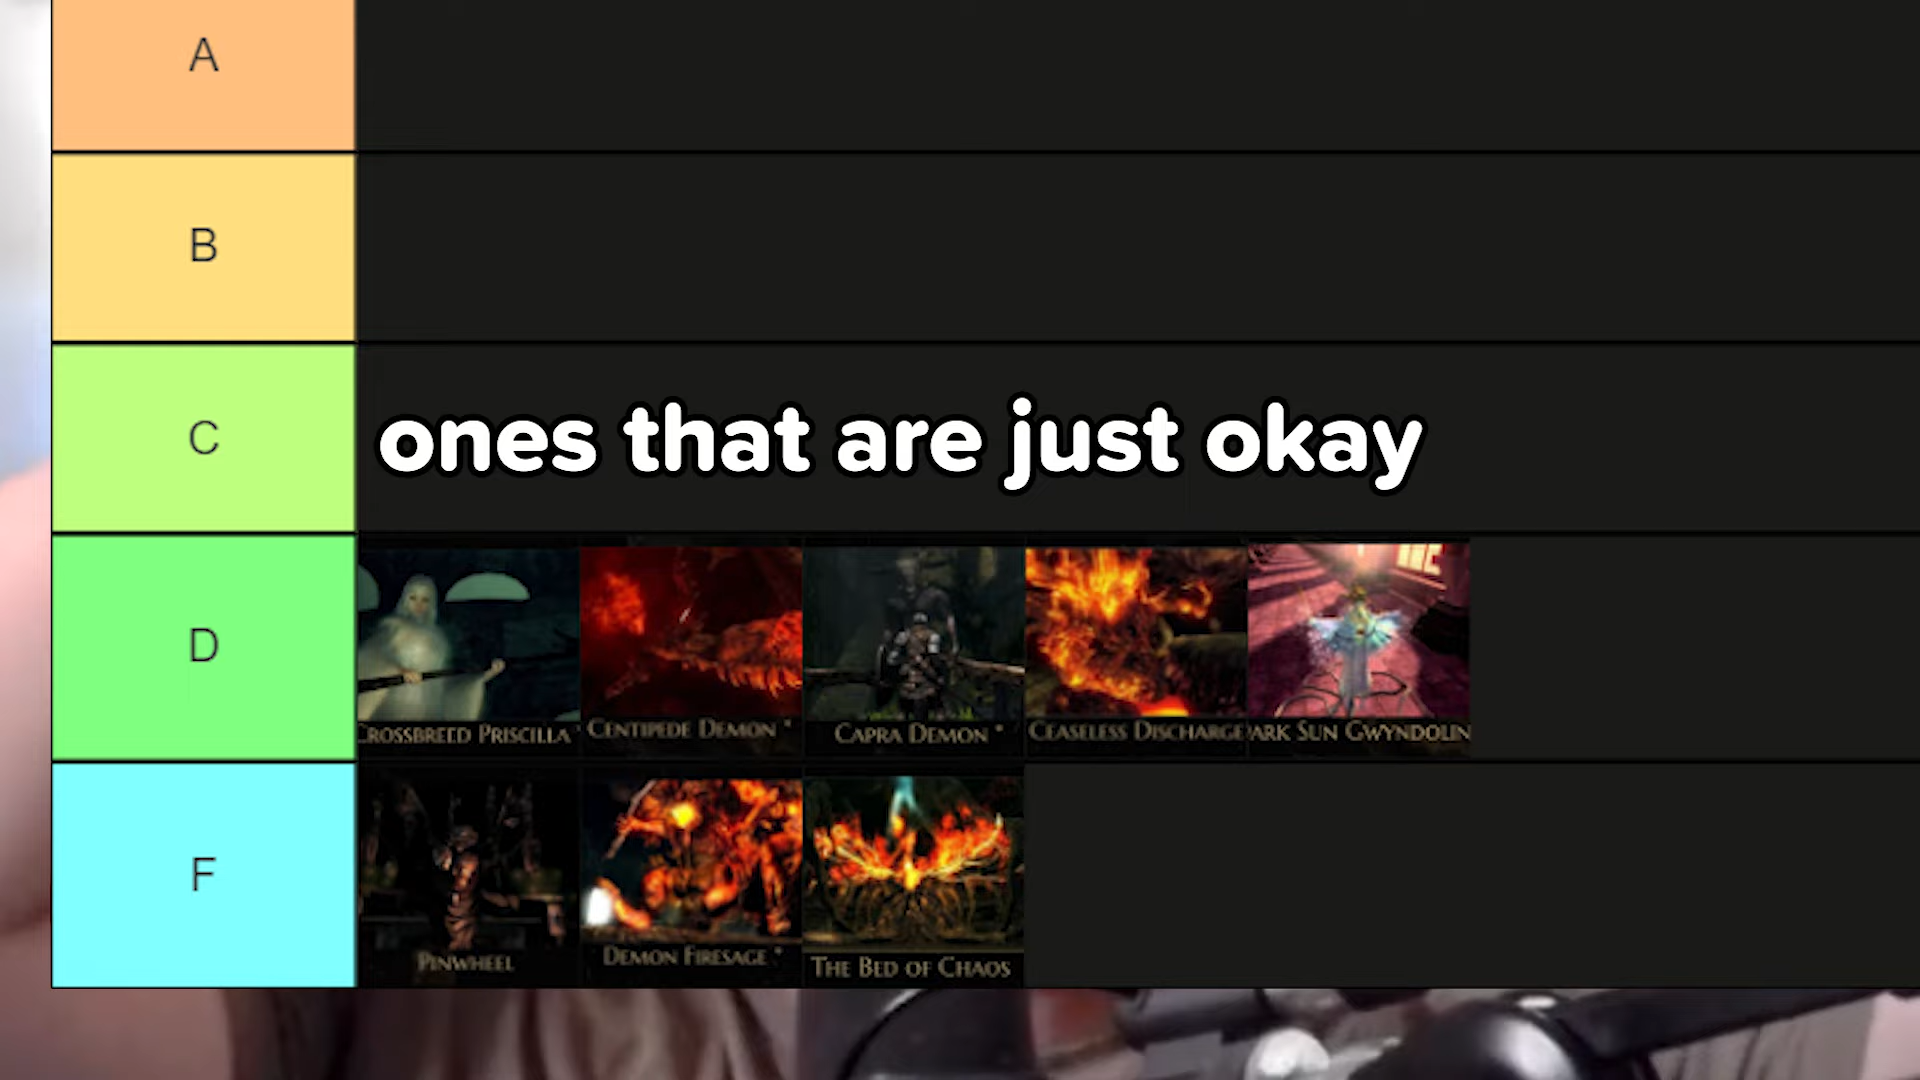 A
B
C
ones that are just okay
D
CROSSBREED PRISCILLA *
CENTIPEDE DEMON *
CAPRA DEMON *
CEASELESS DISCHARGE
ARK SUN GWYNDOLIN
F
PINWHEEL
DEMON FIRESAGE *
THE BED OF CHAOS